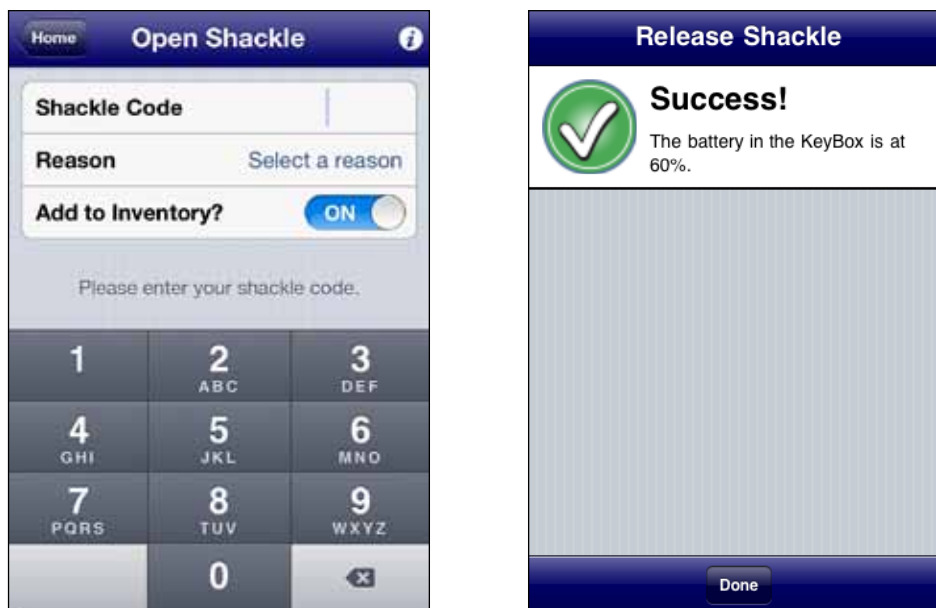 Home Open Shackle i
Shackle Code
Reason Select a reason
Add to Inventory? ON
Please enter your shackle code.
1 2 3
ABC DEF
4 5 6
GHI JKL MNO
7 8 9
PQRS TUV WXYZ
0
Release Shackle
Success!
The battery in the KeyBox is at
60%.
Done